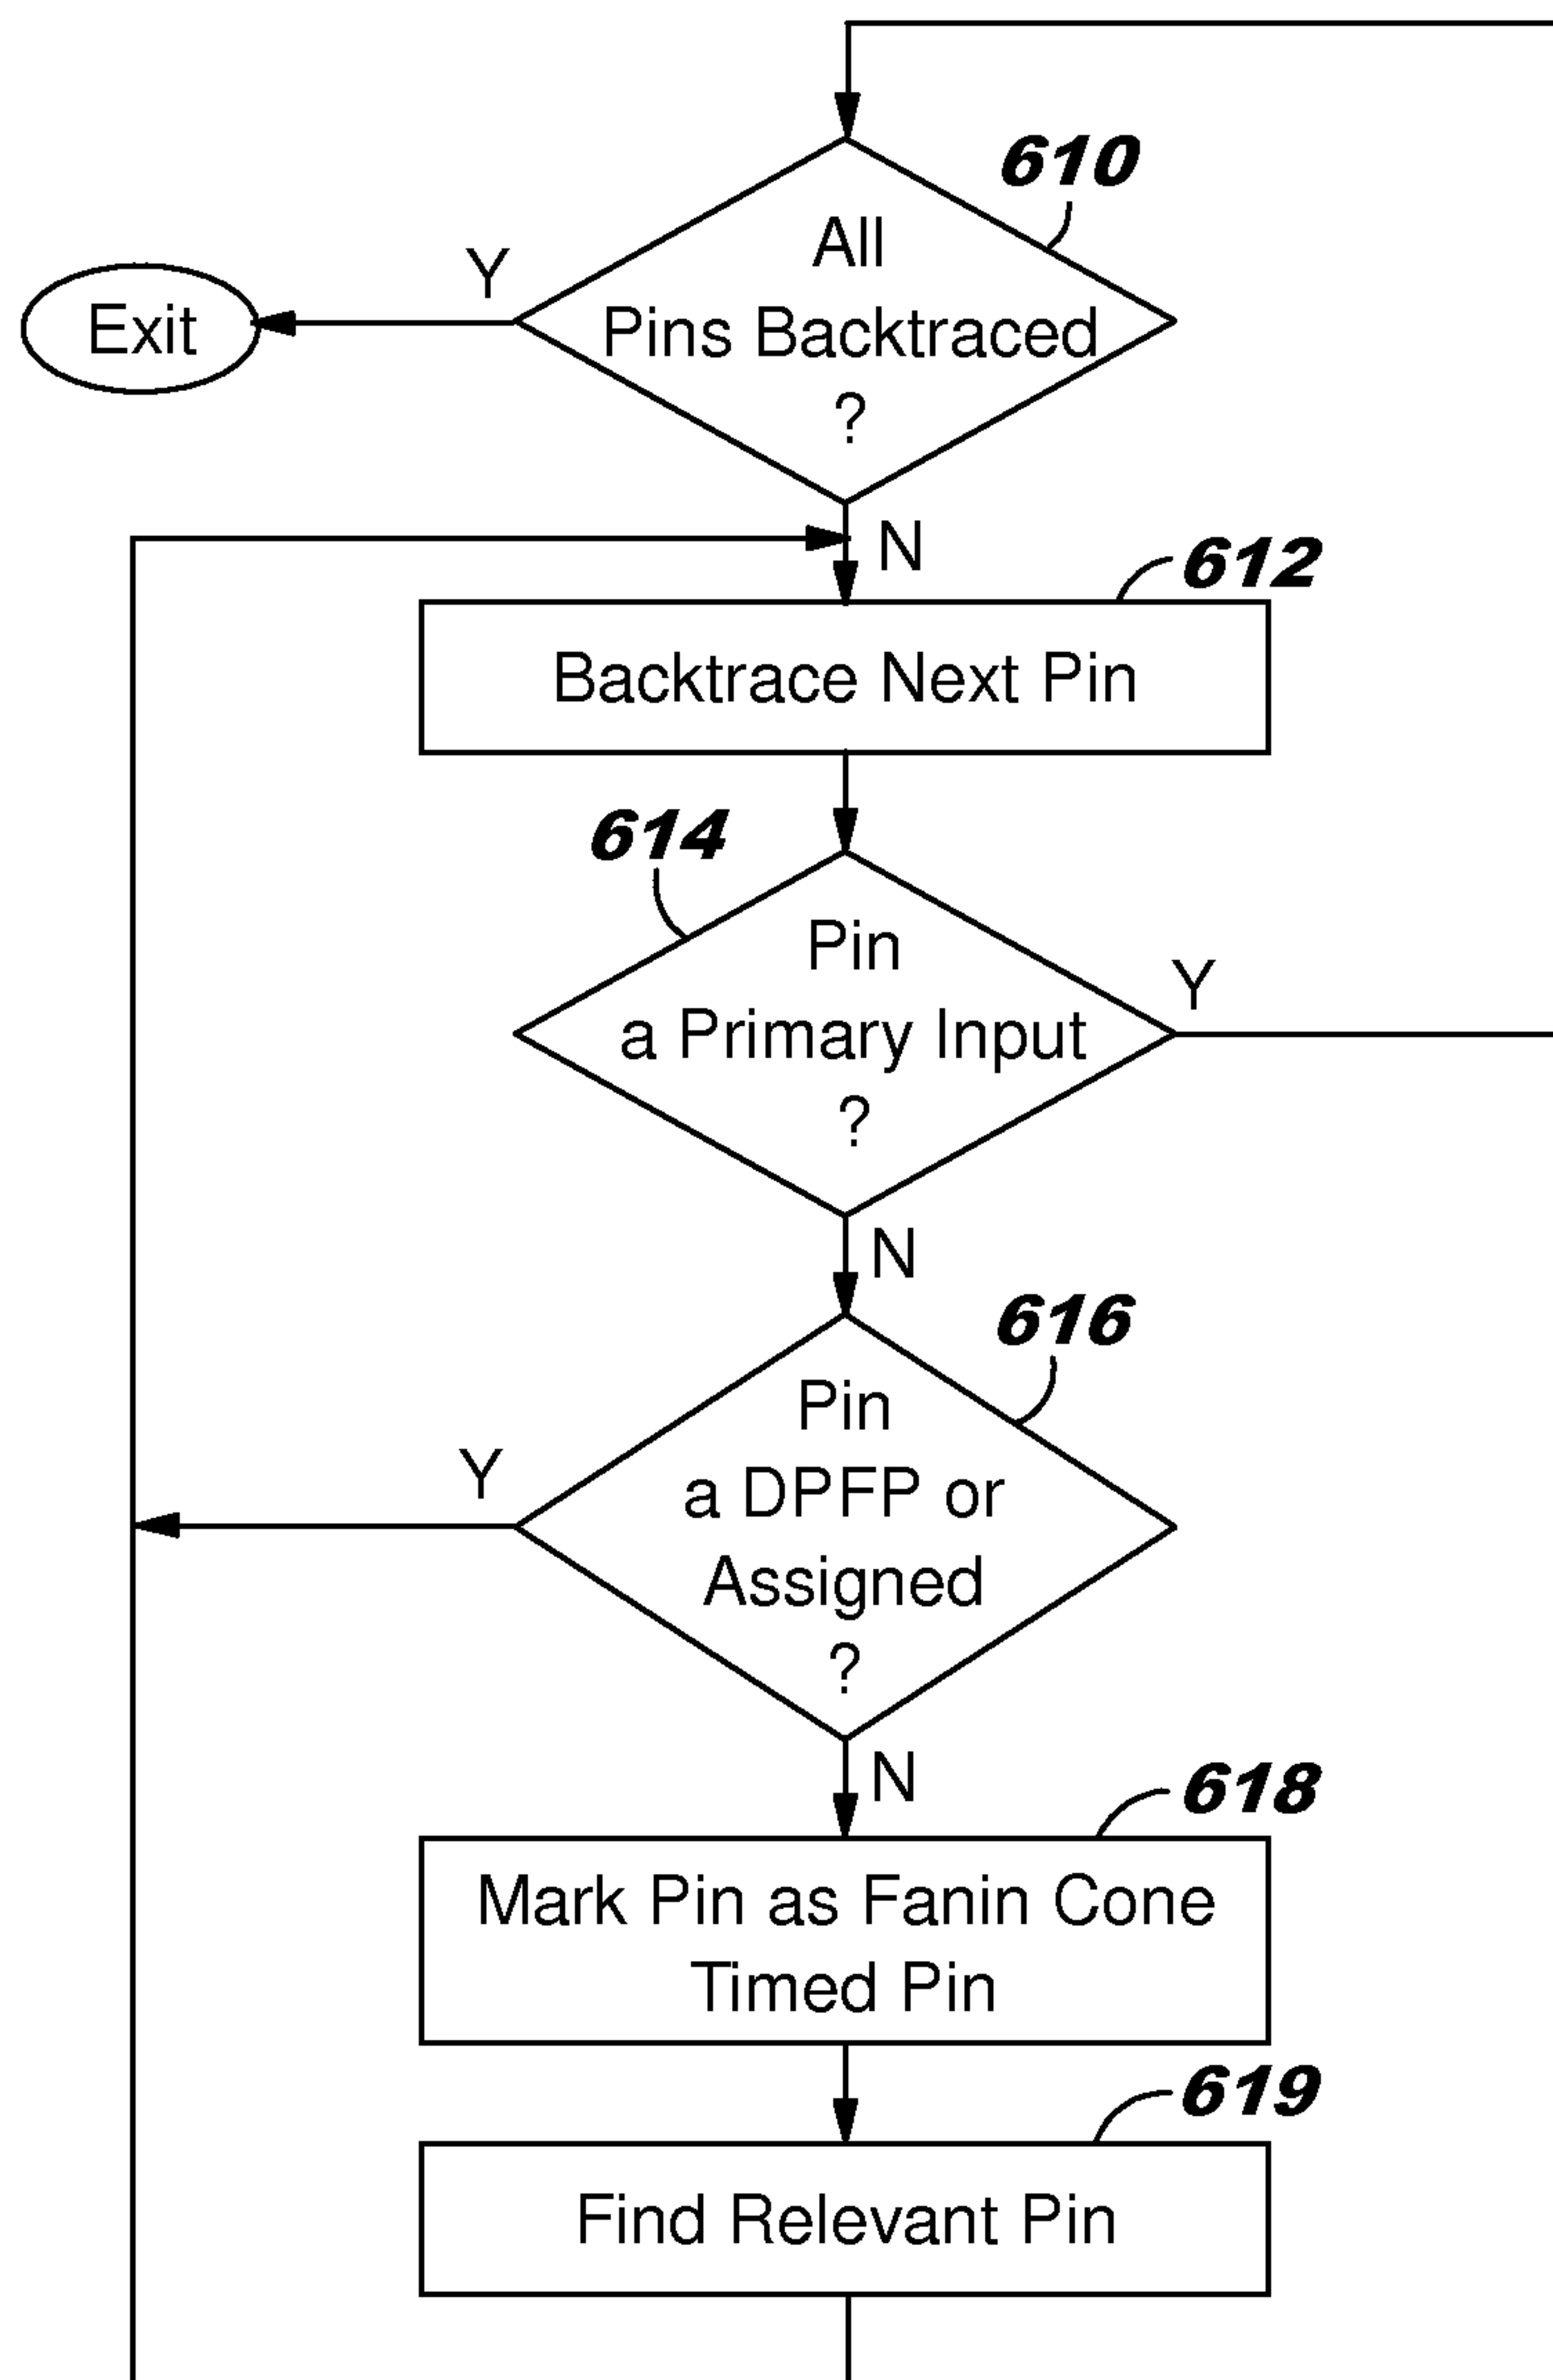 610
All
Pins Backtraced
?
Y
Exit
N
612
Backtrace Next Pin
614
Pin
a Primary Input
?
Y
N
616
Pin
a DPFP or
Assigned
?
Y
N
618
Mark Pin as Fanin Cone
Timed Pin
619
Find Relevant Pin